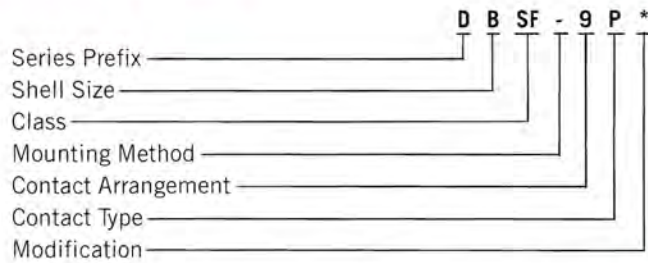 D B SF - 9 P *
Series Prefix
Shell Size
Class
Mounting Method
Contact Arrangement
Contact Type
Modification